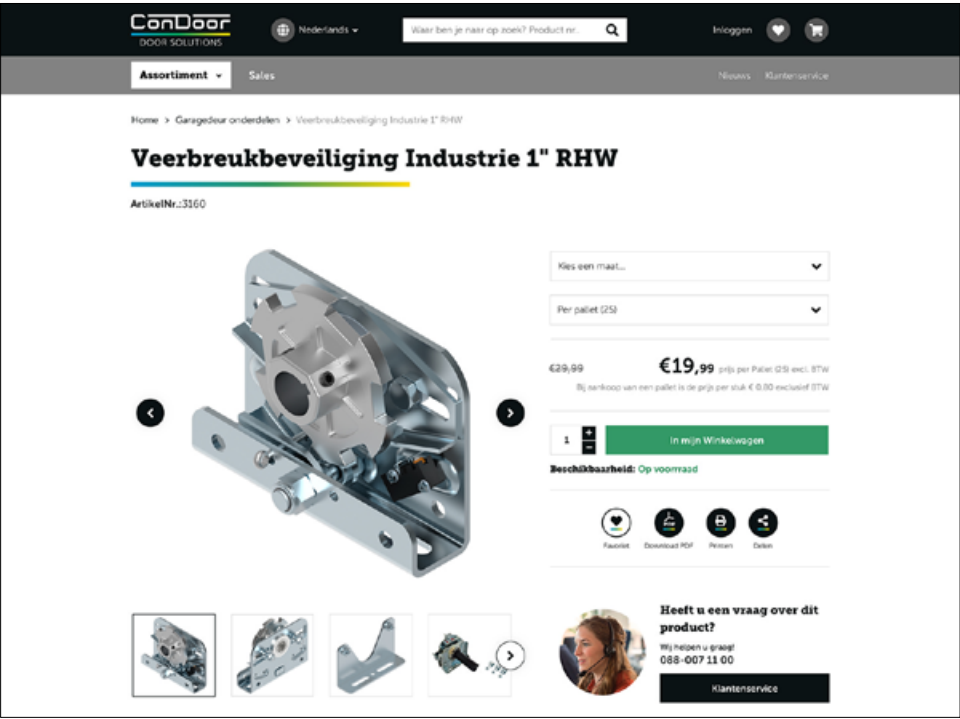 ConDoor
DOOR SOLUTIONS
Nederlands
Waar ben je naar op zoek? Product nr.
Inloggen
Assortiment
Sales
Nieuws
Klantenservice
Home > Garagedeur onderdelen > Veerbreukbeveiliging Industrie 1" RHW
Veerbreukbeveiliging Industrie 1" RHW
ArtikelNr.:3160
Kies een maat...
Per pallet (25)
€29,99
€19,99 prijs per Pallet (25) excl. BTW
Bij aankoop van een pallet is de prijs per stuk € 0.80 exclusief BTW
1
+
-
In mijn Winkelwagen
Beschikbaarheid: Op voorraad
Favoriet
Download PDF
Printen
Delen
Heeft u een vraag over dit
product?
Wij helpen u graag!
088-007 11 00
Klantenservice